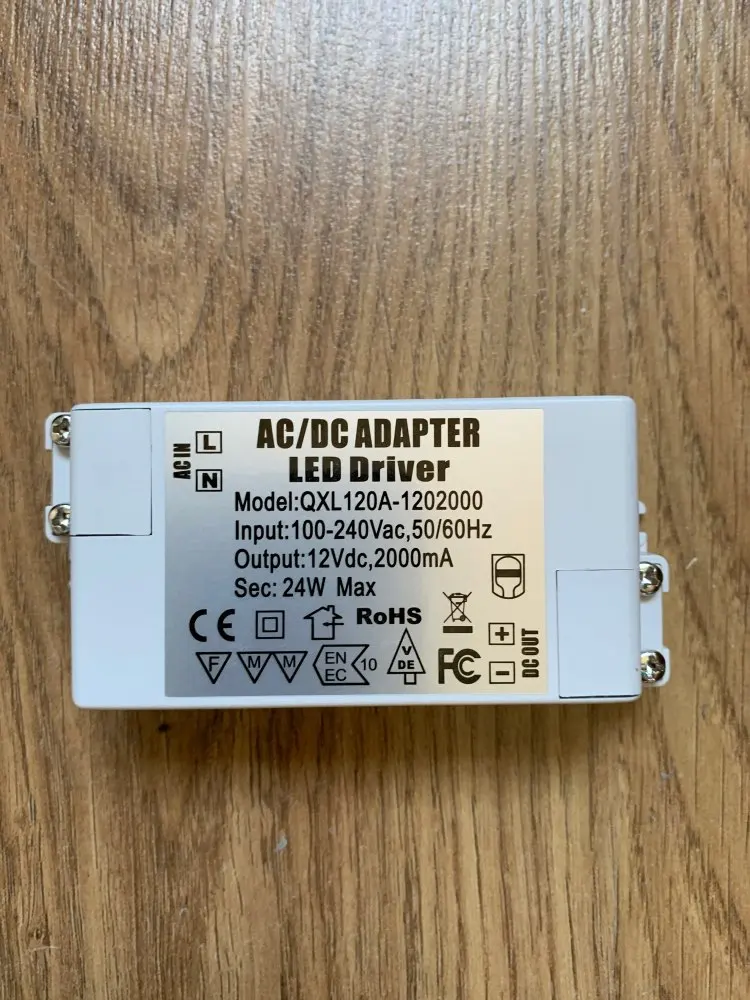 AC IN
L
N
AC/DC ADAPTER
LED Driver
Model:QXL120A-1202000
Input:100-240Vac,50/60Hz
Output:12Vdc,2000mA
Sec: 24W Max
CE
RoHS
F
M
M
EN
EC
10
V
DE
FC
+
-
DC OUT